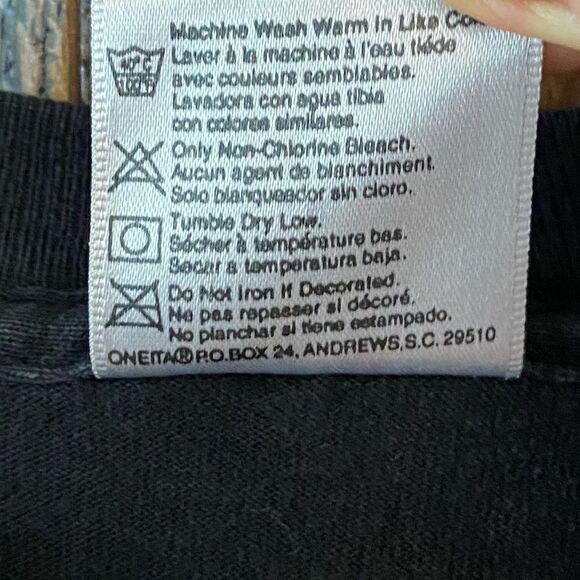 Machine Wash Warm In Like
Laver à la machine à l'eau tiéde
avec couleurs semblables.
Lavadora con agua tibia
con colores similares.
Only Non-Chlorine Bleach.
Aucun agent de blanchiment.
Solo blanqueador sin cloro.
Tumble Dry Low.
Sécher à température bas.
Secar a temperatura baja.
Do Not Iron If Decorated.
Ne pas repasser si décoré.
No planchar si tiene estampado.
ONEITA® P.O.BOX 24, ANDREWS,S.C. 29510